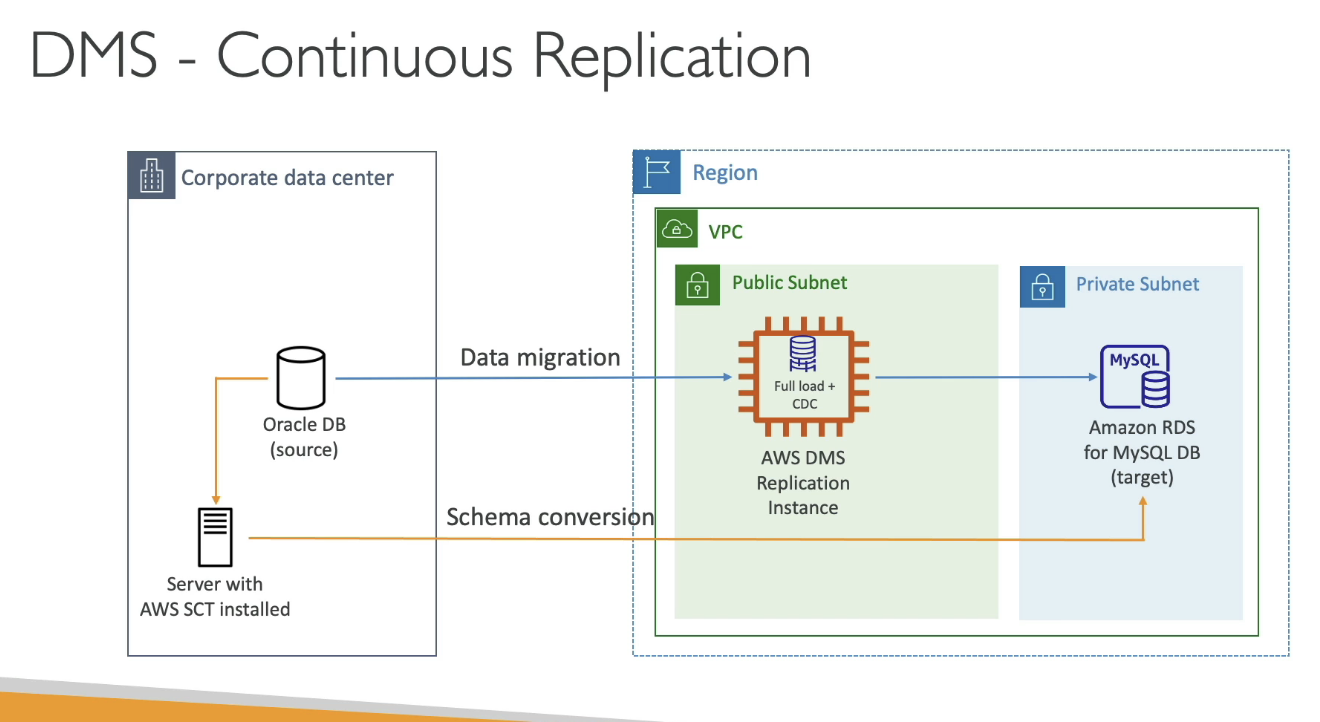 DMS - Continuous Replication
Corporate data center
Region
VPC
Public Subnet
Private Subnet
Data migration
Full load +
CDC
MySQL
Oracle DB
(source)
AWS DMS
Replication
Instance
Amazon RDS
for MySQL DB
(target)
Schema conversion
Server with
AWS SCT installed